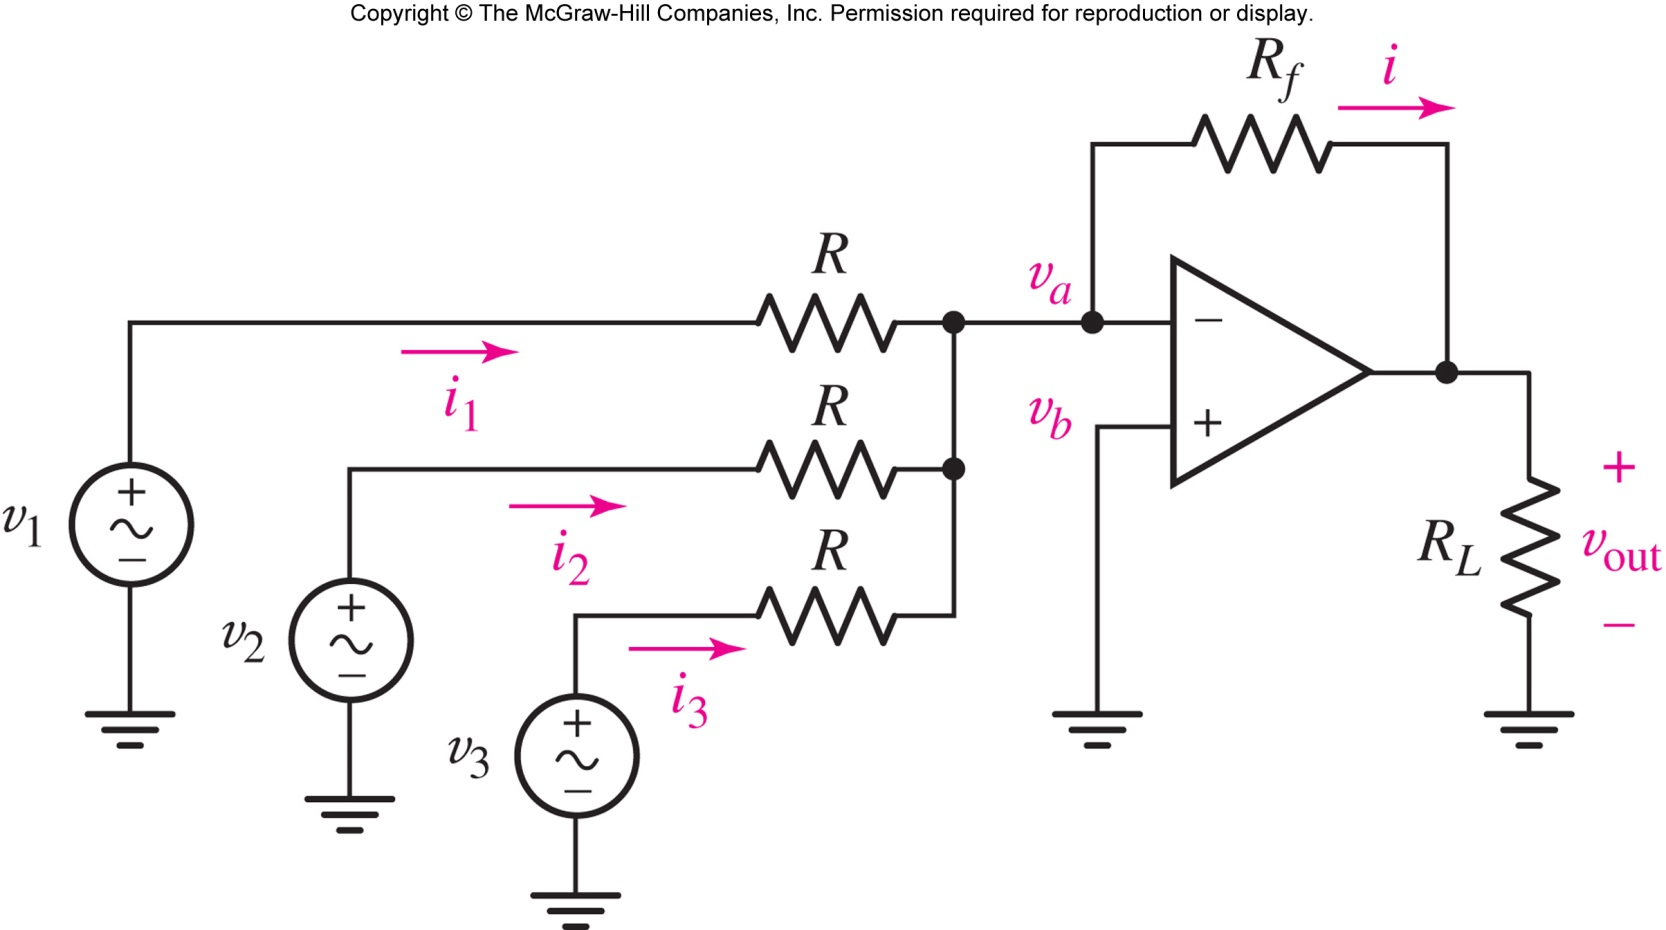 Copyright © The McGraw-Hill Companies, Inc. Permission required for reproduction or display.
R_f
i
R
v_a
i_1
R
v_b
v_1
+
−
−
+
i_2
R
R_L
+
v_out
−
v_2
+
−
i_3
v_3
+
−